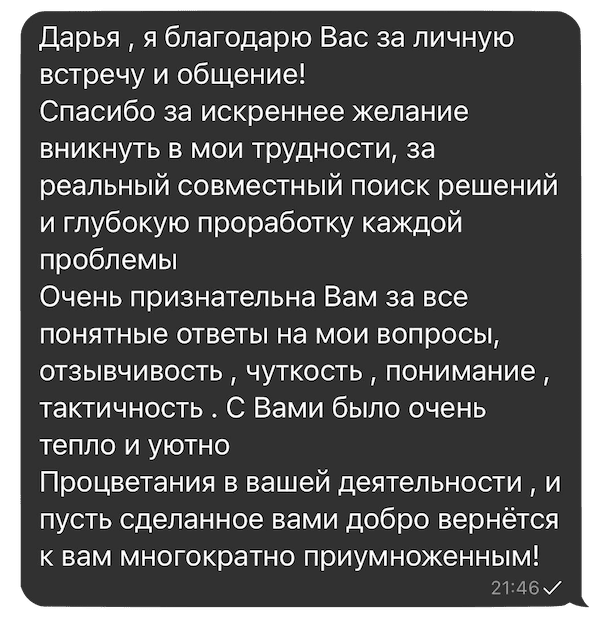 Дарья , я благодарю Вас за личную
встречу и общение!
Спасибо за искреннее желание
вникнуть в мои трудности, за
реальный совместный поиск решений
и глубокую проработку каждой
проблемы
Очень признательна Вам за все
понятные ответы на мои вопросы,
отзывчивость , чуткость , понимание ,
тактичность . С Вами было очень
тепло и уютно
Процветания в вашей деятельности , и
пусть сделанное вами добро вернётся
к вам многократно приумноженным!
21:46